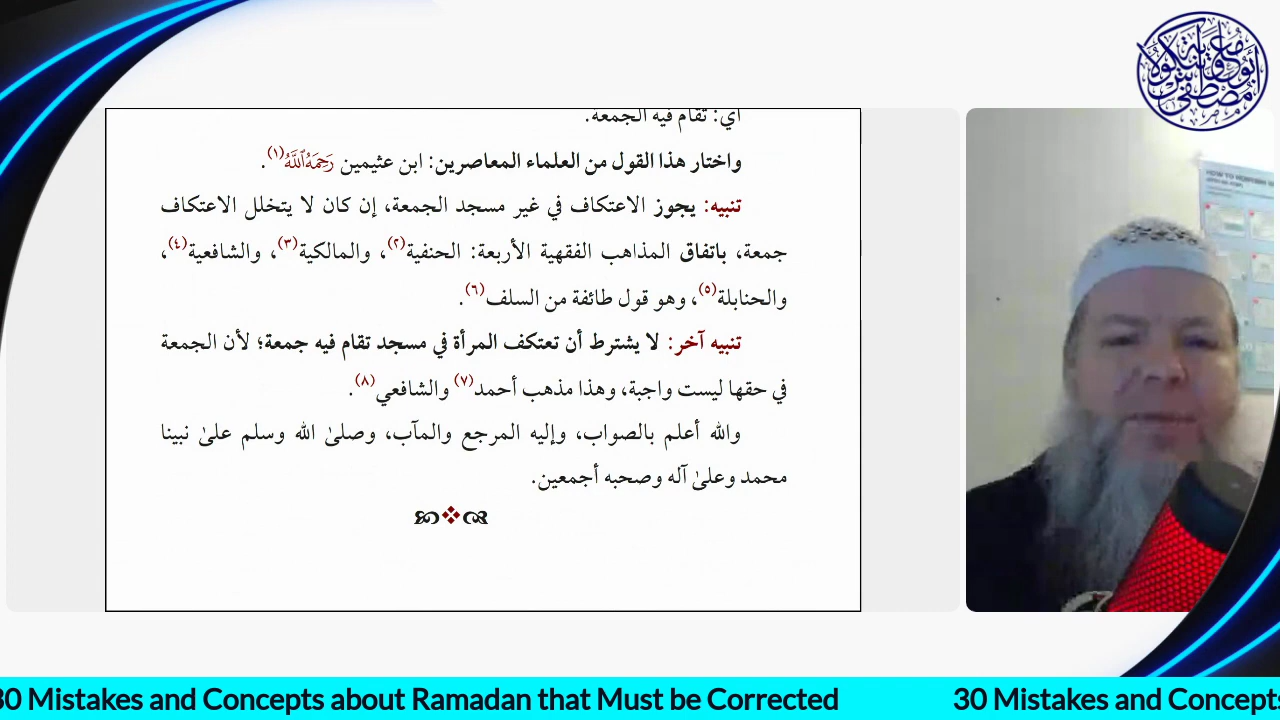 أي: تقام فيه الجمعة.
واختار هذا القول من العلماء المعاصرين: ابن عثيمين رَحِمَهُ ٱللَّهُ(١).
تنبيه: يجوز الاعتكاف في غير مسجد الجمعة، إن كان لا يتخلل الاعتكاف
جمعة، باتفاق المذاهب الفقهية الأربعة: الحنفية(٢)، والمالكية(٣)، والشافعية(٤)،
والحنابلة(٥)، وهو قول طائفة من السلف(٦).
تنبيه آخر: لا يشترط أن تعتكف المرأة في مسجد تقام فيه جمعة؛ لأن الجمعة
في حقها ليست واجبة، وهذا مذهب أحمد(٧) والشافعي(٨).
والله أعلم بالصواب، وإليه المرجع والمآب، وصلىٰ الله وسلم علىٰ نبينا
محمد وعلىٰ آله وصحبه أجمعين.
30 Mistakes and Concepts about Ramadan that Must be Corrected
30 Mistakes and Concepts